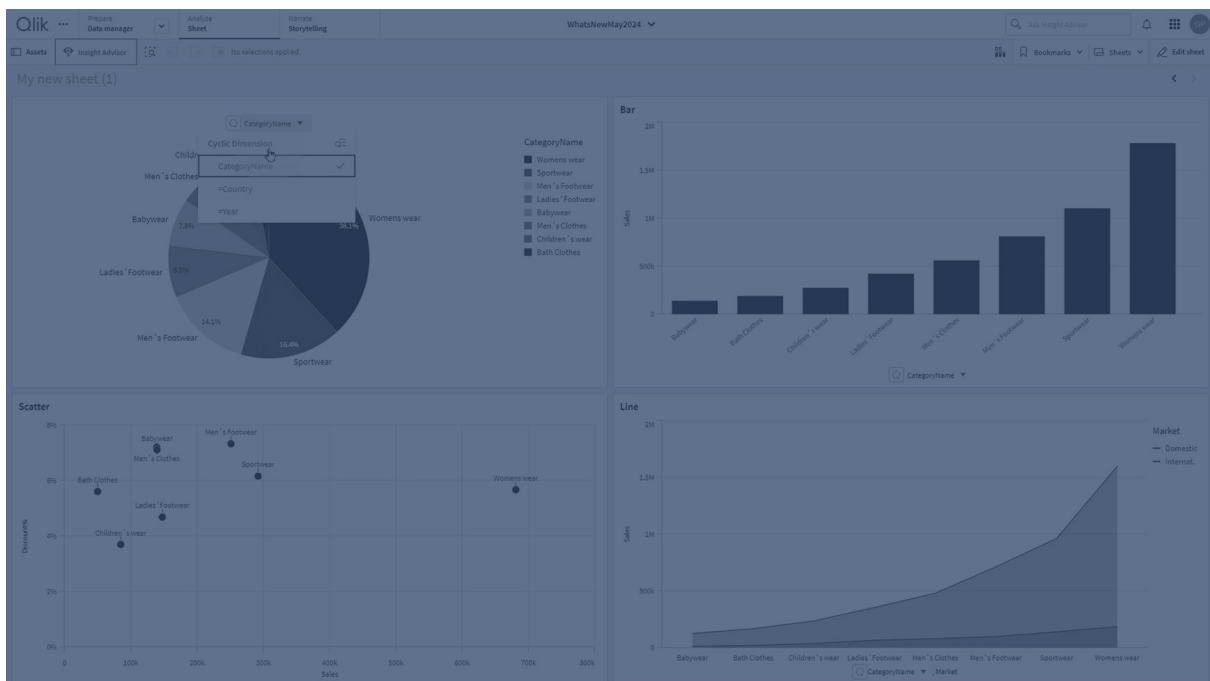 Qlik
Prepare
Data manager
Analyze
Sheet
Narrate
Storytelling
WhatsNewMay2024
Ask Insight Advisor
Assets
Insight Advisor
No selections applied
Bookmarks
Sheets
Edit sheet
My new sheet (1)
CategoryName
Cyclic Dimension
CategoryName
=Country
=Year
Childr
Men´s Clothes
Babywear
7.8%
Ladies´Footwear
14.1%
Men´s Footwear
16.4%
Sportwear
38.1%
Womens wear
CategoryName
Womens wear
Sportwear
Men´s Footwear
Ladies´Footwear
Babywear
Men´s Clothes
Children´s wear
Bath Clothes
Bar
2M
1.5M
1M
500k
0
Sales
Babywear
Bath Clothes
Children´s wear
Ladies´Footwear
Men´s Clothes
Men´s Footwear
Sportwear
Womens wear
CategoryName
Scatter
8%
6%
4%
2%
0%
Discount%
Babywear
Men´s Clothes
Men´s Footwear
Sportwear
Bath Clothes
Womens wear
Ladies´Footwear
Children´s wear
0
100k
200k
300k
400k
500k
600k
700k
800k
Sales
Line
2M
1.5M
1M
500k
0
Sales
Market
Domestic
Internat.
Babywear
Bath Clothes
Children´s wear
Ladies´Footwear
Men´s Clothes
Men´s Footwear
Sportwear
Womens wear
CategoryName
, Market